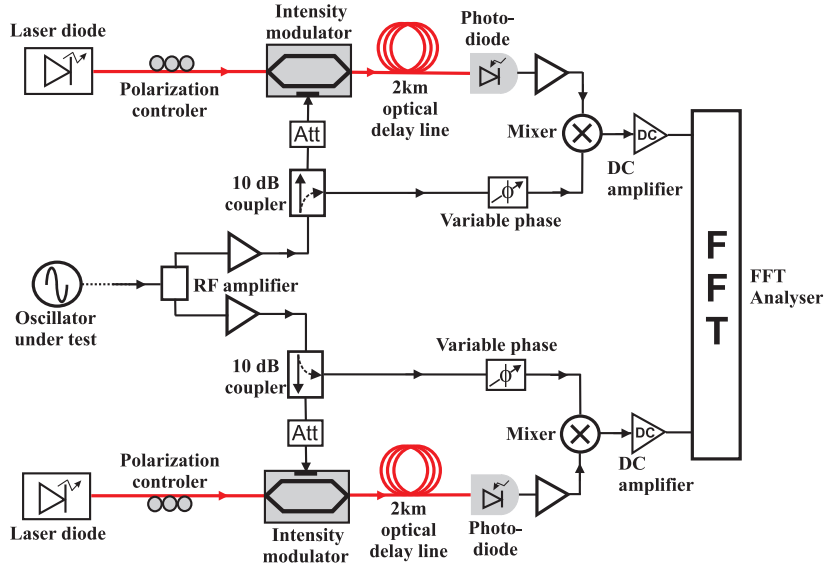 Laser diode
Polarization
controler
Intensity
modulator
2km
optical
delay line
Photo-
diode
Mixer
DC
DC
amplifier
Att
10 dB
coupler
ϕ
Variable phase
RF amplifier
Oscillator
under test
FFT
FFT
Analyser
Variable phase
ϕ
10 dB
coupler
Att
Mixer
DC
DC
amplifier
Polarization
controler
Laser diode
Intensity
modulator
2km
optical
delay line
Photo-
diode